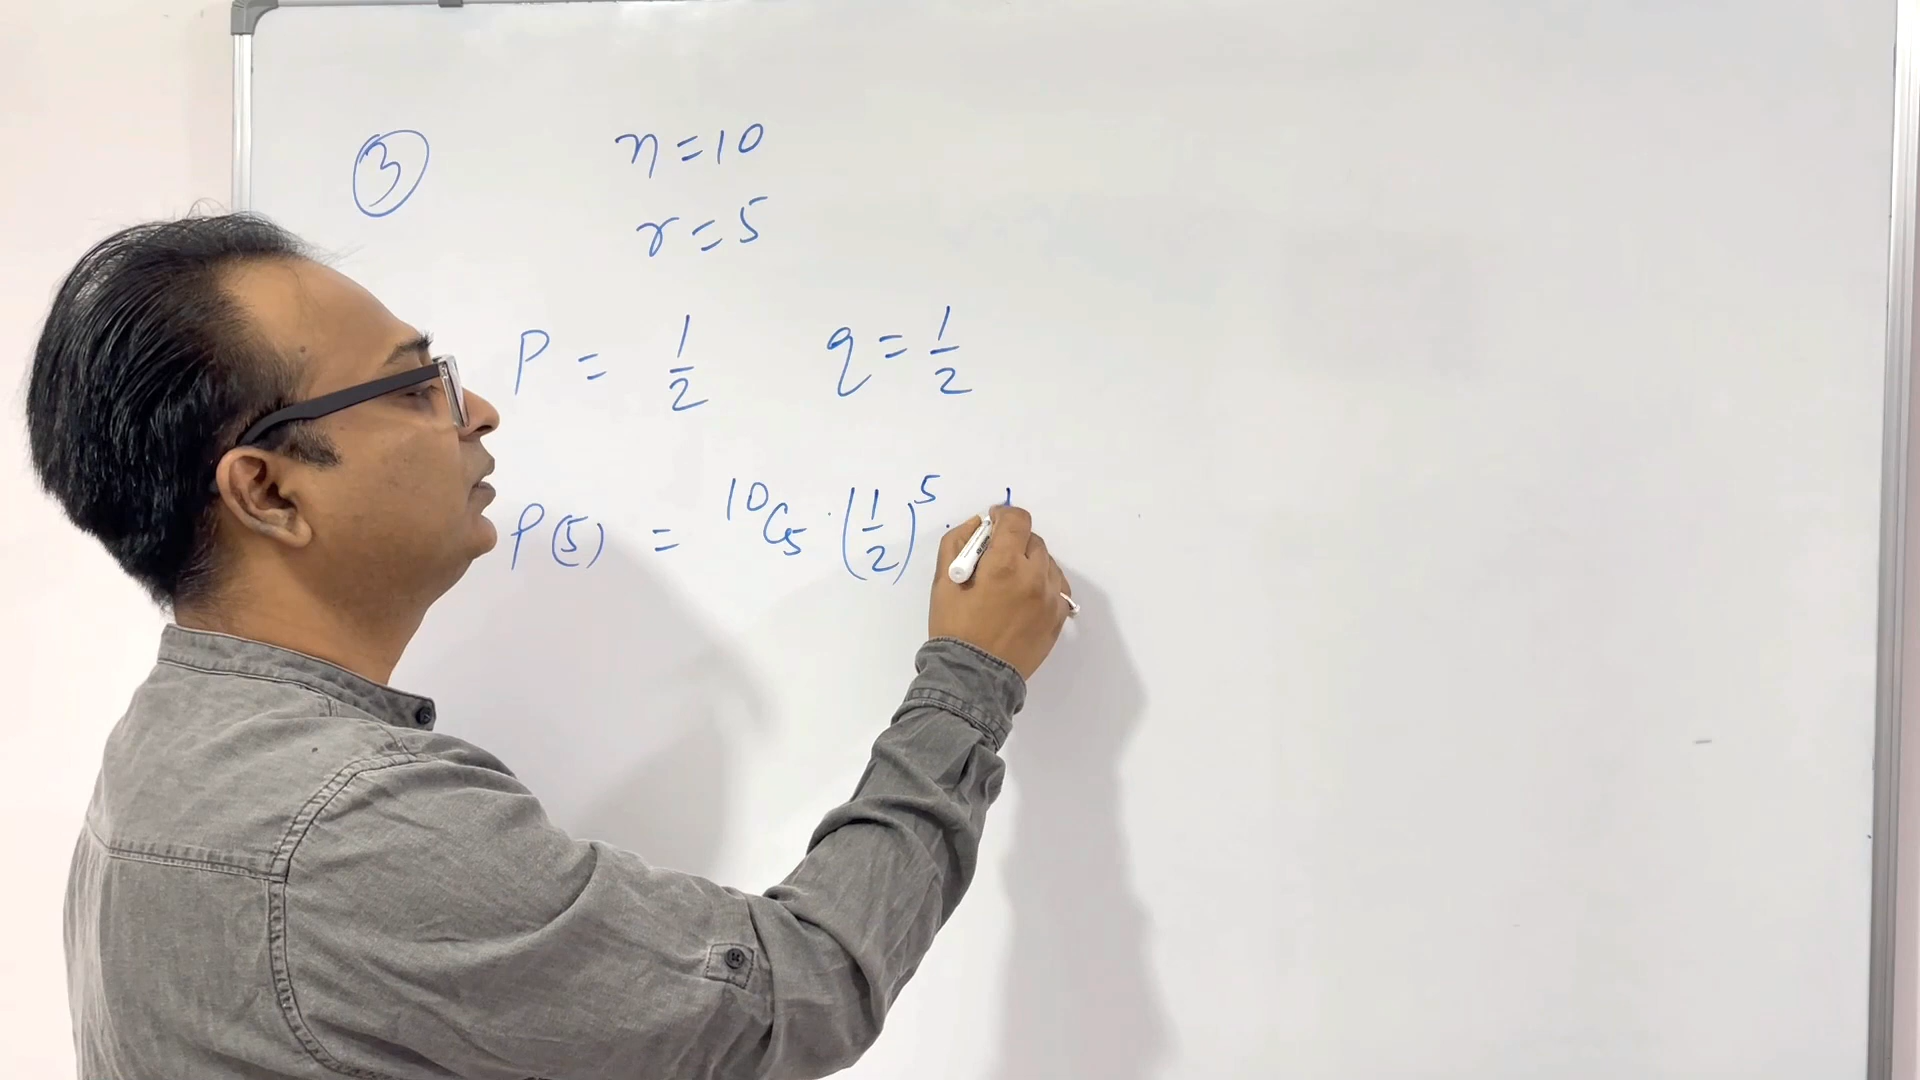 ③ n=10
r=5
P = 1/2 q = 1/2
P(5) = ¹⁰C₅ · (1/2)⁵ ·